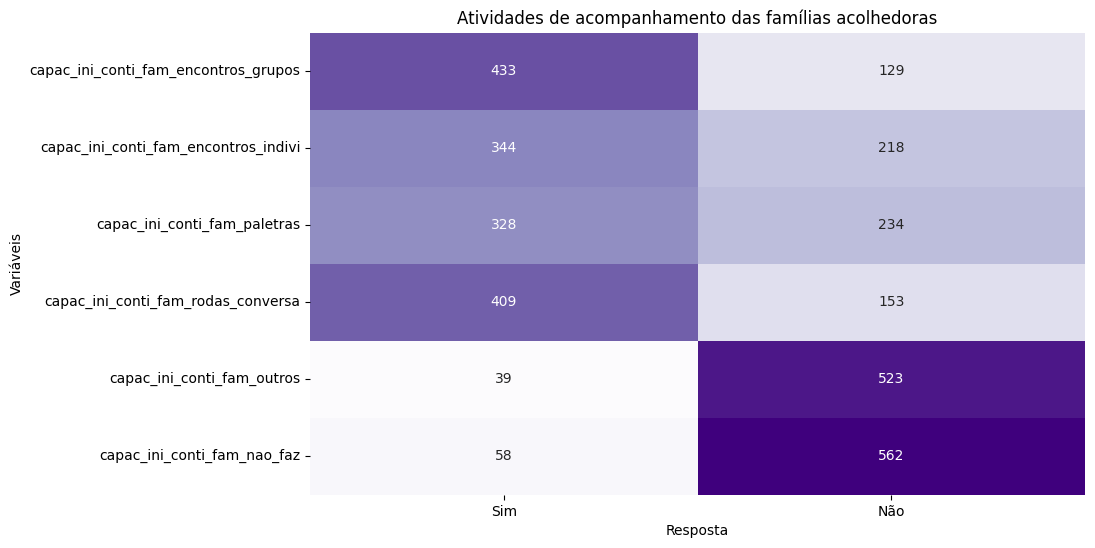 Atividades de acompanhamento das famílias acolhedoras
Variáveis
capac_ini_conti_fam_encontros_grupos 433 129
capac_ini_conti_fam_encontros_indivi 344 218
capac_ini_conti_fam_paletras 328 234
capac_ini_conti_fam_rodas_conversa 409 153
capac_ini_conti_fam_outros 39 523
capac_ini_conti_fam_nao_faz 58 562
Sim Não
Resposta